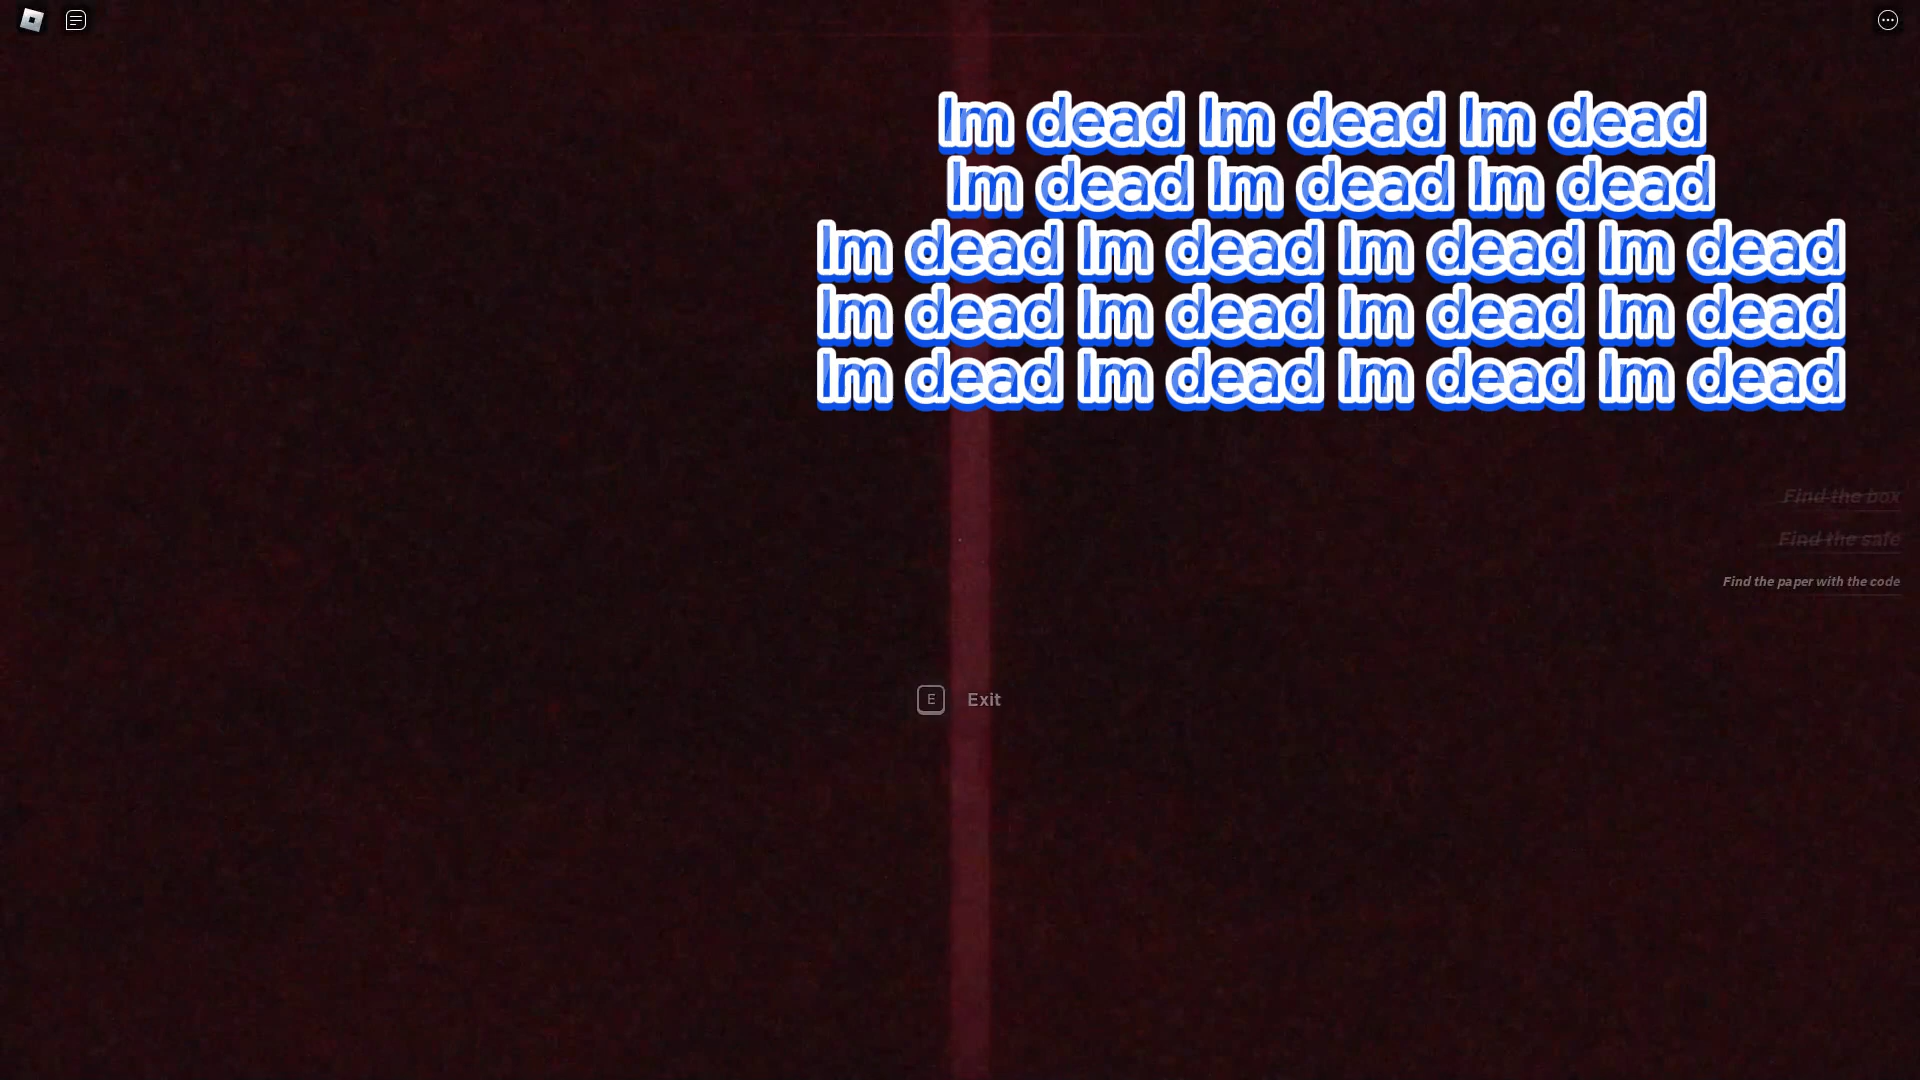 Im dead Im dead Im dead
Im dead Im dead Im dead
Im dead Im dead Im dead Im dead
Im dead Im dead Im dead Im dead
Im dead Im dead Im dead Im dead
Find the box
Find the safe
Find the paper with the code
E Exit